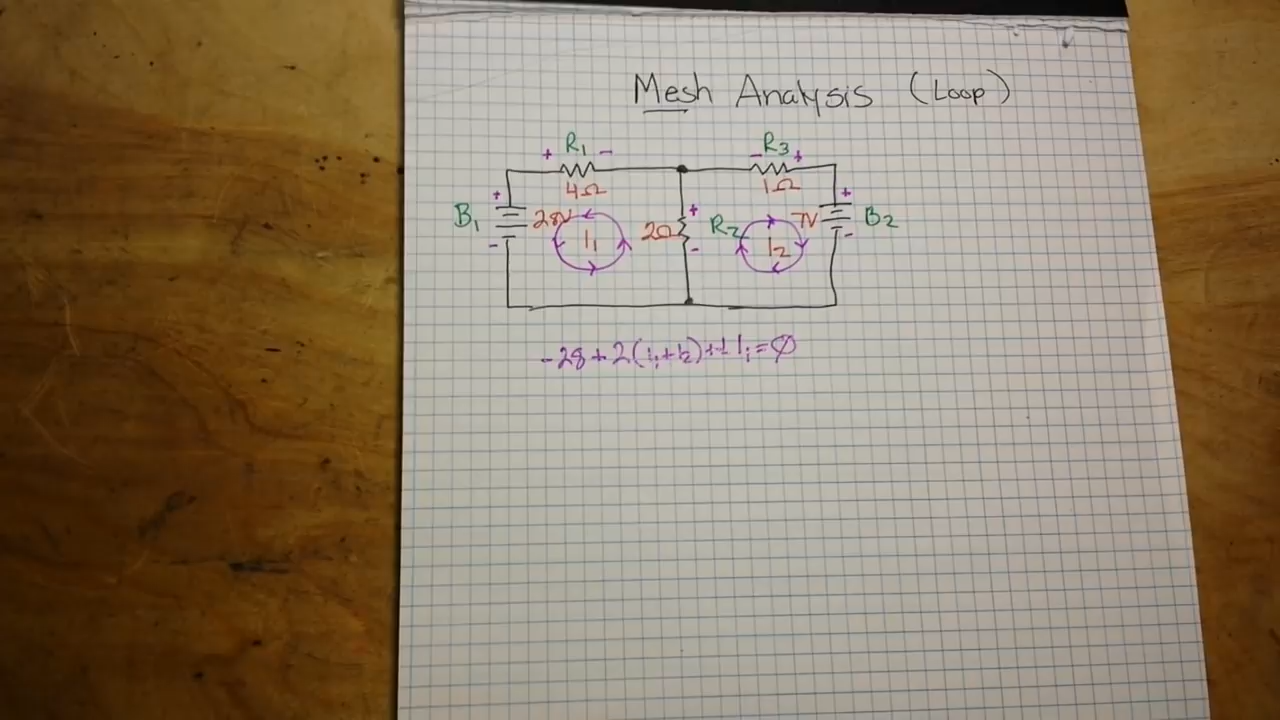 Mesh Analysis (Loop)
+ R1 - - R3 +
4Ω 1Ω
+ + +
B1 28V I1 2Ω R2 I2 7V B2
- - -
-28+2(I1+I2)+4I1=0